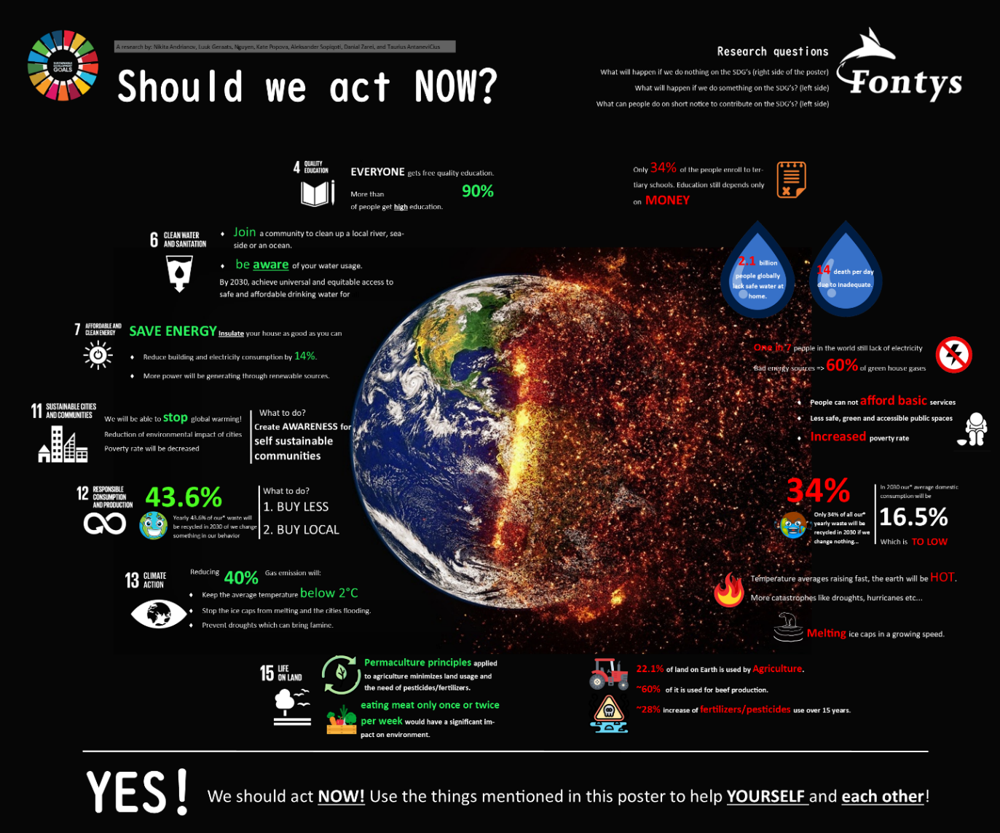 SUSTAINABLE
DEVELOPMENT
GOALS
A research by: Nikita Andrianov, Luuk Geraats, Nguyen, Kate Popova, Aleksander Sopiqoti, Danial Zarei, and Taurius AntaneviCius
Should we act NOW?
Research questions
What will happen if we do nothing on the SDG's (right side of the poster)
What will happen if we do something on the SDG's? (left side)
What can people do on short notice to contribute on the SDG's? (left side)
Fontys
4 QUALITY
EDUCATION
EVERYONE gets free quality education.
More than 90%
of people get high education.
Only 34% of the people enroll to ter-
tiary schools. Education still depends only
on MONEY
6 CLEAN WATER
AND SANITATION
Join a community to clean up a local river, sea-
side or an ocean.
be aware of your water usage.
By 2030, achieve universal and equitable access to
safe and affordable drinking water for
2.1 billion
people globally
lack safe water at
home.
14 death per day
due to inadequate.
7 AFFORDABLE AND
CLEAN ENERGY
SAVE ENERGY Insulate your house as good as you can
Reduce building and electricity consumption by 14%.
More power will be generating through renewable sources.
One in 7 people in the world still lack of electricity
Bad energy sources => 60% of green house gases
11 SUSTAINABLE CITIES
AND COMMUNITIES
We will be able to stop global warming!
Reduction of environmental impact of cities
Poverty rate will be decreased
What to do?
Create AWARENESS for
self sustainable
communities
People can not afford basic services
Less safe, green and accessible public spaces
Increased poverty rate
12 RESPONSIBLE
CONSUMPTION
AND PRODUCTION
43.6%
Yearly 43.6% of our* waste will
be recycled in 2030 of we change
something in our behavior
What to do?
1. BUY LESS
2. BUY LOCAL
34%
Only 34% of all our*
yearly waste will be
recycled in 2030 if we
change nothing...
In 2030 our* average domestic
consumption will be
16.5%
Which is TO LOW
13 CLIMATE
ACTION
Reducing 40% Gas emission will:
Keep the average temperature below 2°C
Stop the ice caps from melting and the cities flooding.
Prevent droughts which can bring famine.
Temperature averages raising fast, the earth will be HOT.
More catastrophes like droughts, hurricanes etc...
Melting ice caps in a growing speed.
15 LIFE
ON LAND
Permaculture principles applied
to agriculture minimizes land usage and
the need of pesticides/fertilizers.
eating meat only once or twice
per week would have a significant im-
pact on environment.
22.1% of land on Earth is used by Agriculture.
~60% of it is used for beef production.
~28% increase of fertilizers/pesticides use over 15 years.
YES! We should act NOW! Use the things mentioned in this poster to help YOURSELF and each other!